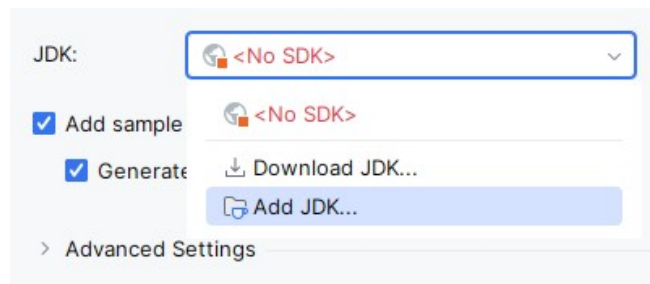 JDK:
<No SDK>
<No SDK>
Add sample
Download JDK...
Generate
Add JDK...
Advanced Settings